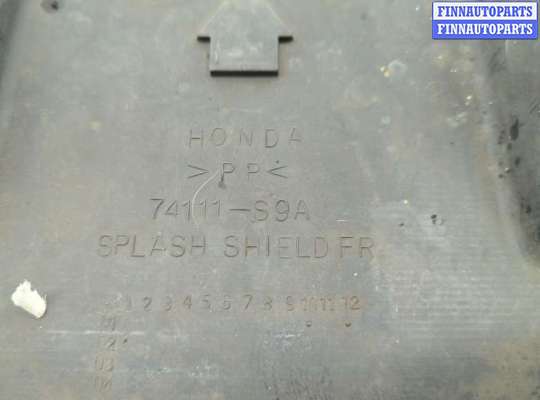 FINNAUTOPARTS
FINNAUTOPARTS
HONDA
>PP<
74111-S9A
SPLASH SHIELD FR
1 2 3 4 5 6 7 8 9 10 11 12